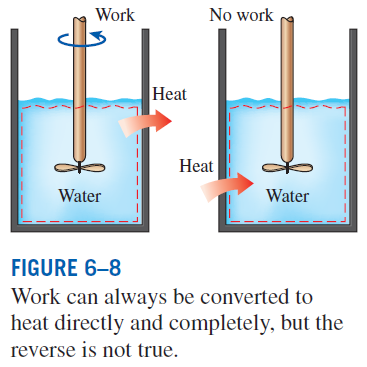 Work
No work
Heat
Heat
Water
Water
FIGURE 6–8
Work can always be converted to
heat directly and completely, but the
reverse is not true.